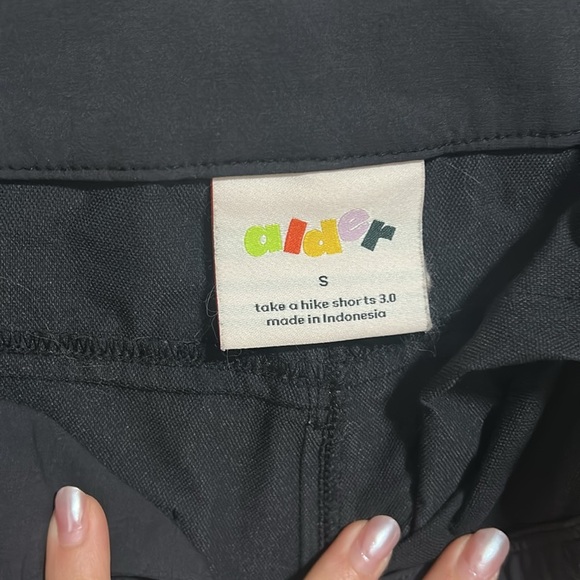 alder
S
take a hike shorts 3.0
made in Indonesia